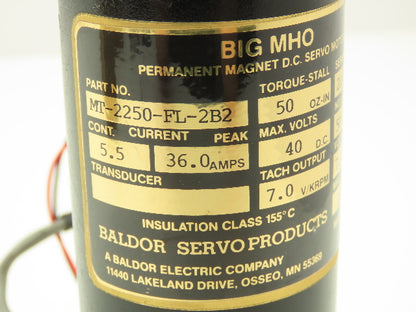 BIG MHO
PERMANENT MAGNET D.C. SERVO
PART NO. TORQUE-STALL
MT-2250-FL-2B2 50 OZ-IN
CONT. CURRENT PEAK MAX. VOLTS
5.5 36.0 AMPS 40 D.C.
TRANSDUCER TACH OUTPUT
7.0 V/KRPM
INSULATION CLASS 155°C
BALDOR SERVO PRODUCTS
A BALDOR ELECTRIC COMPANY
11440 LAKELAND DRIVE, OSSEO, MN 55369